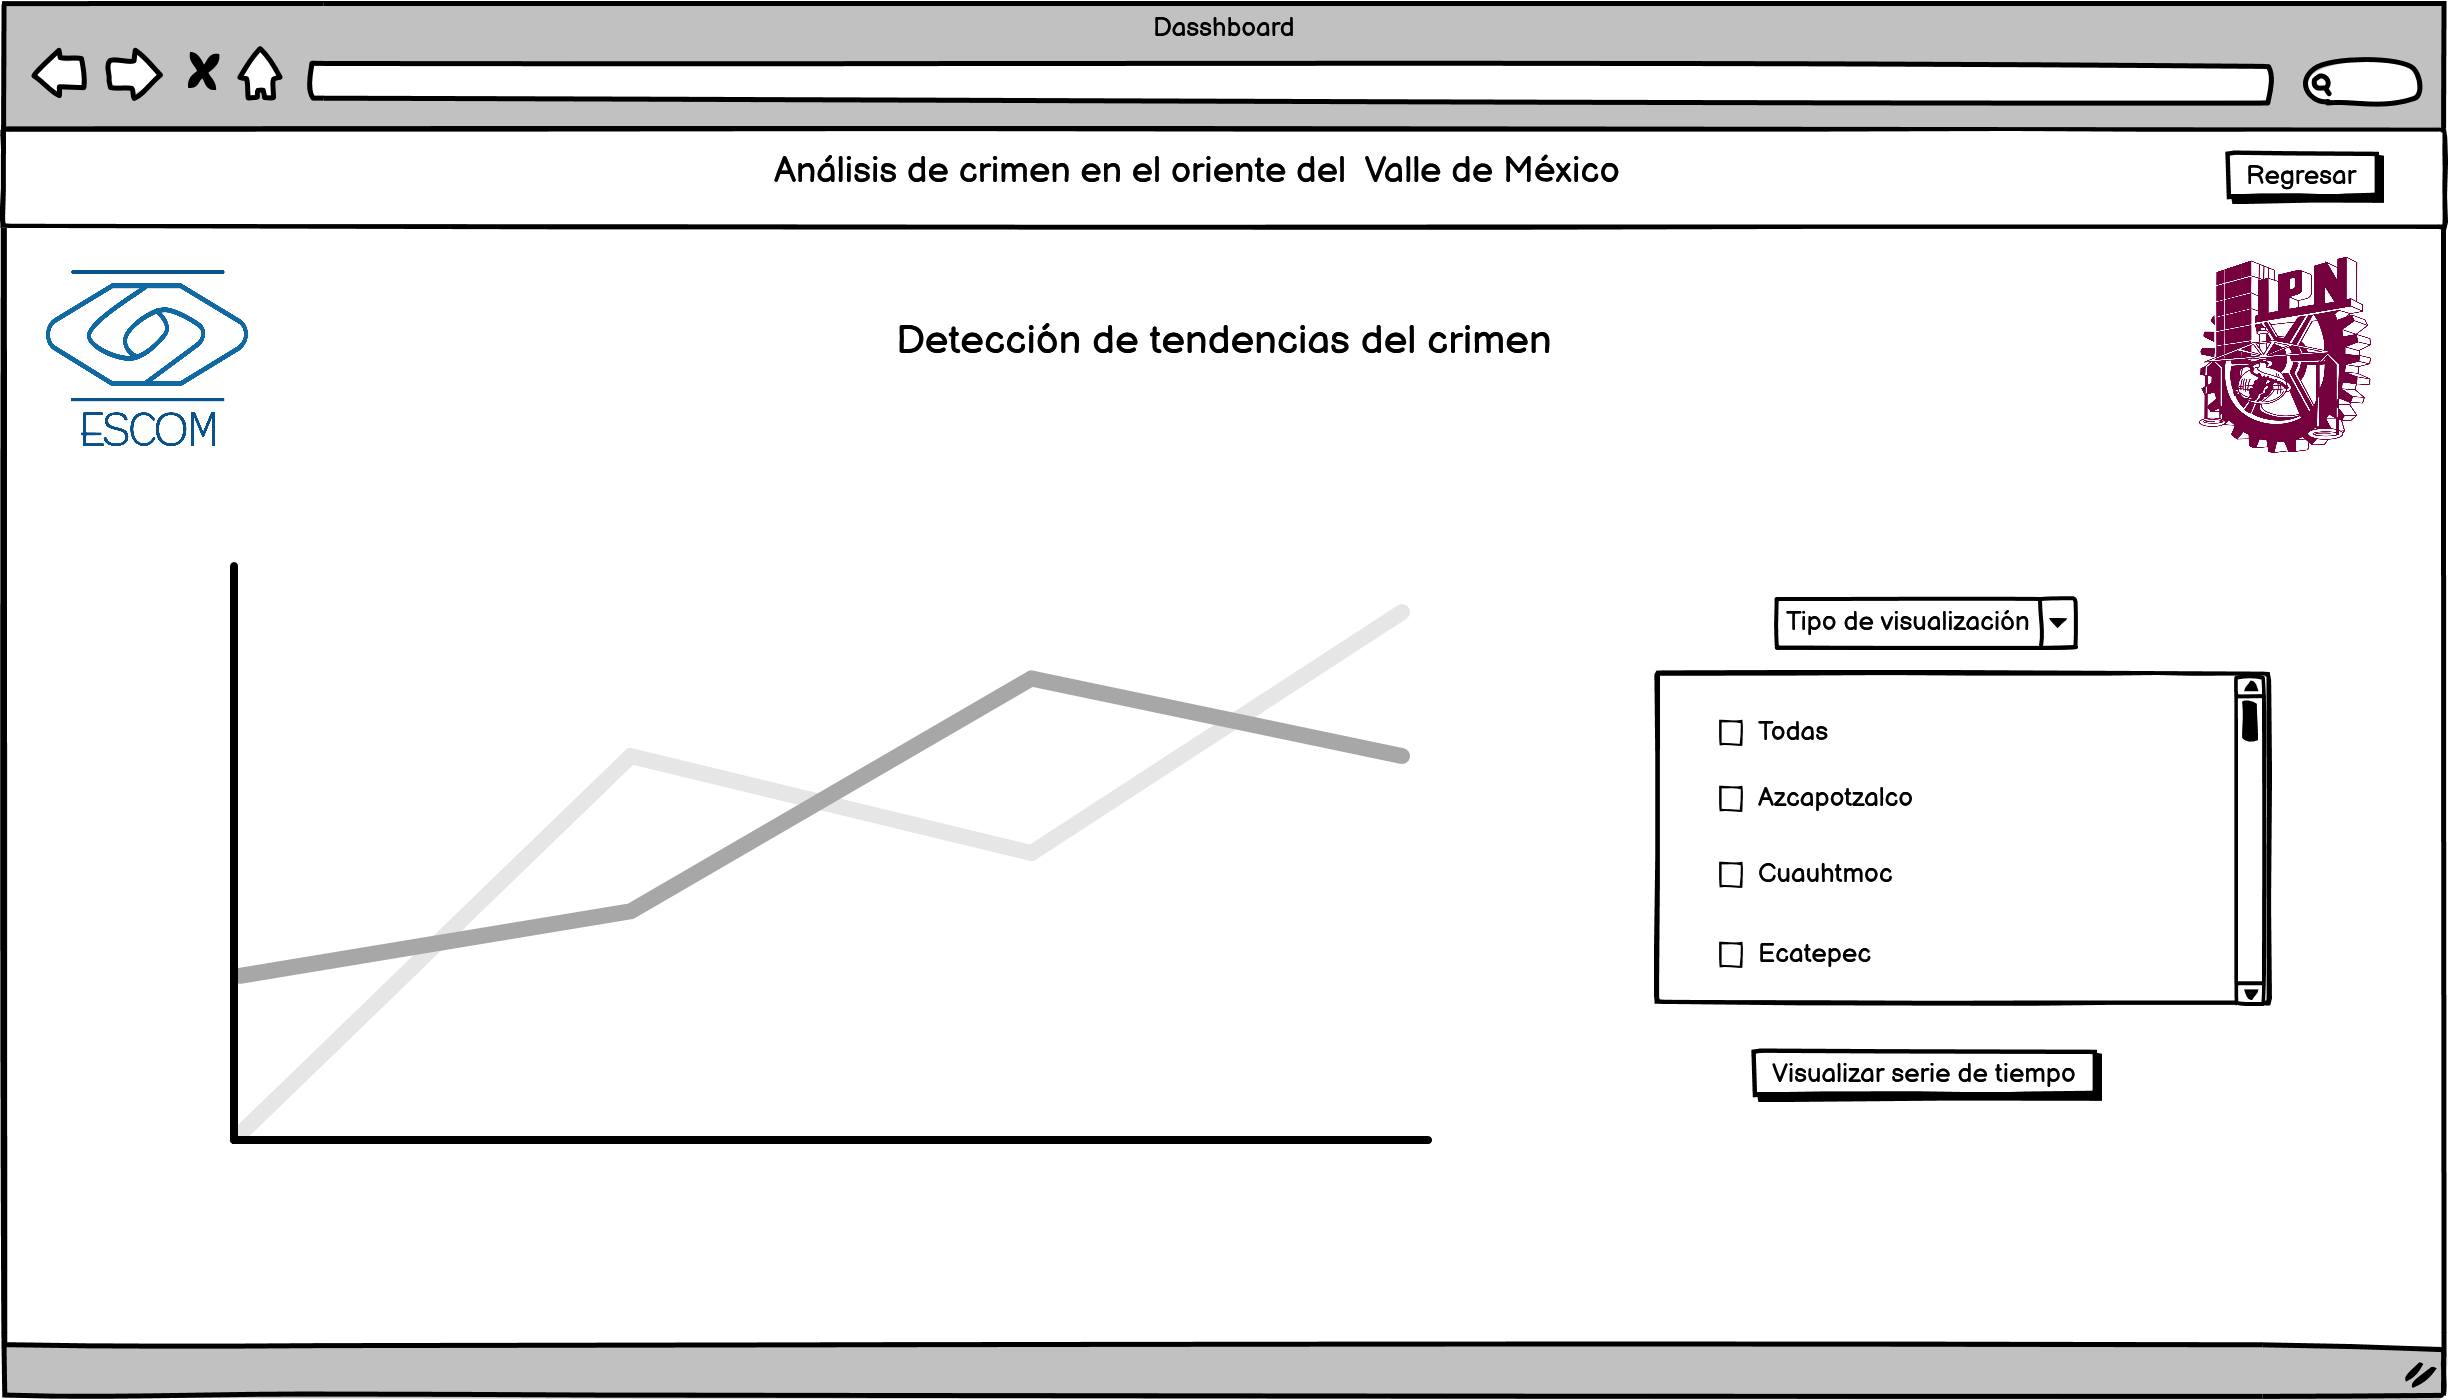 Dasshboard
Análisis de crimen en el oriente del Valle de México
Regresar
IPN
Detección de tendencias del crimen
ESCOM
Tipo de visualización
Todas
Azcapotzalco
Cuauhtmoc
Ecatepec
Visualizar serie de tiempo